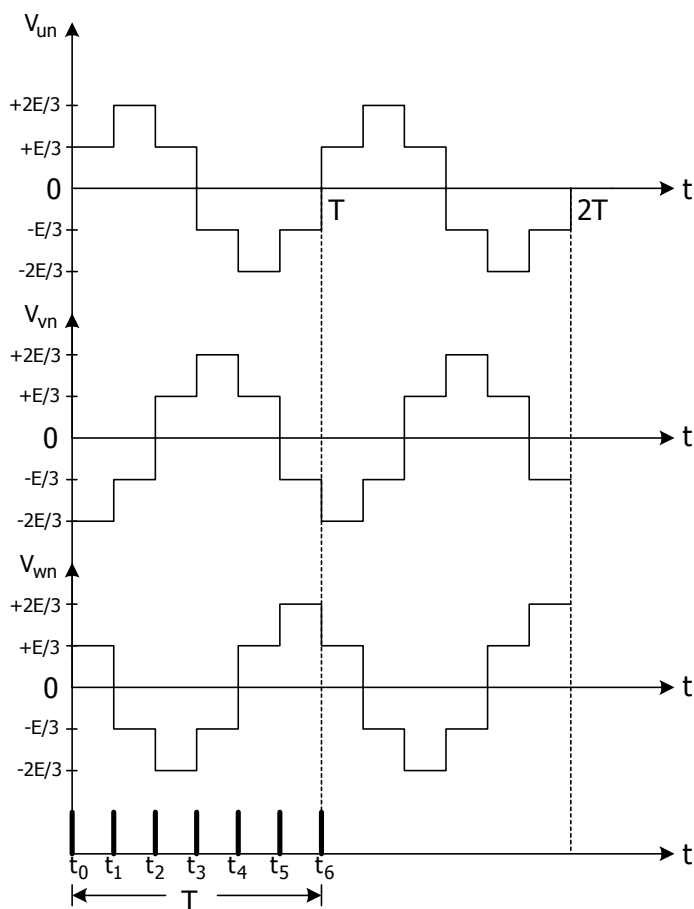 Vun
+2E/3
+E/3
0 t
-E/3 T 2T
-2E/3
Vvn
+2E/3
+E/3
0 t
-E/3
-2E/3
Vwn
+2E/3
+E/3
0 t
-E/3
-2E/3
t
t0 t1 t2 t3 t4 t5 t6
T